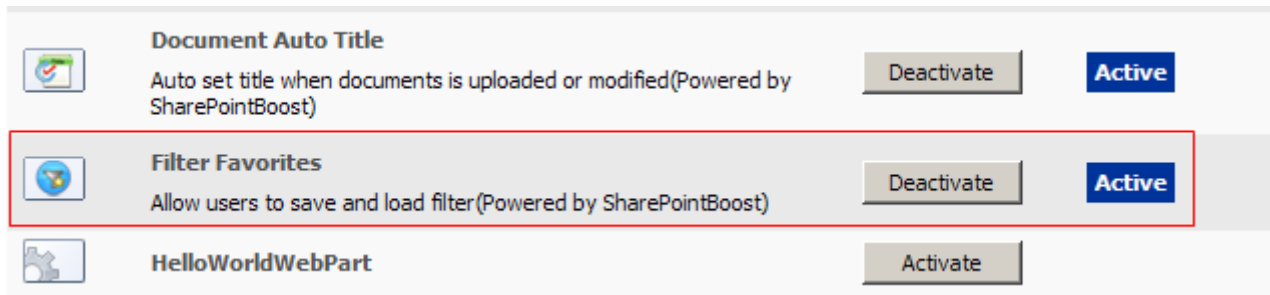 Document Auto Title
Auto set title when documents is uploaded or modified(Powered by
SharePointBoost)
Deactivate
Active
Filter Favorites
Allow users to save and load filter(Powered by SharePointBoost)
Deactivate
Active
HelloWorldWebPart
Activate